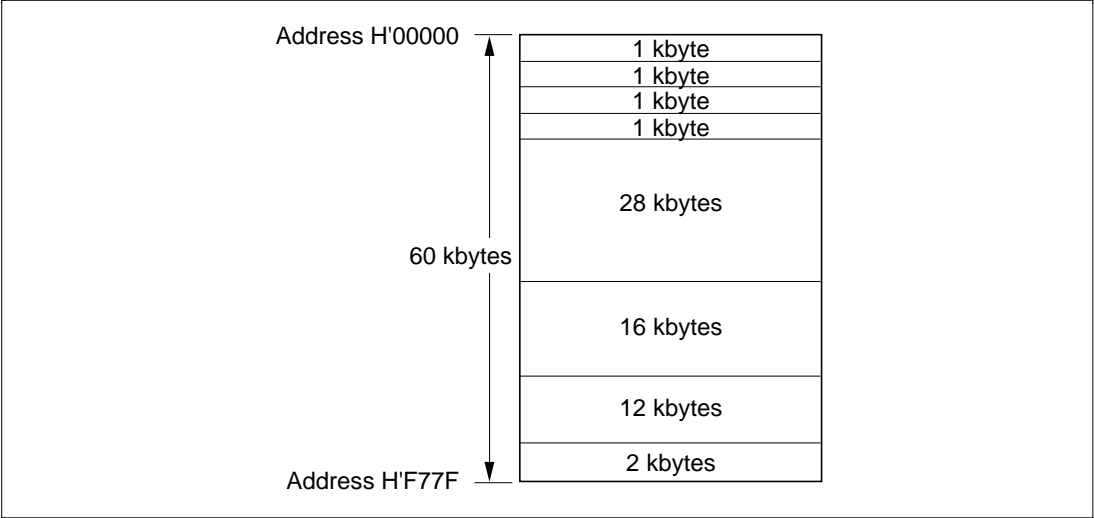 Address H'00000
1 kbyte
1 kbyte
1 kbyte
1 kbyte
28 kbytes
60 kbytes
16 kbytes
12 kbytes
2 kbytes
Address H'F77F